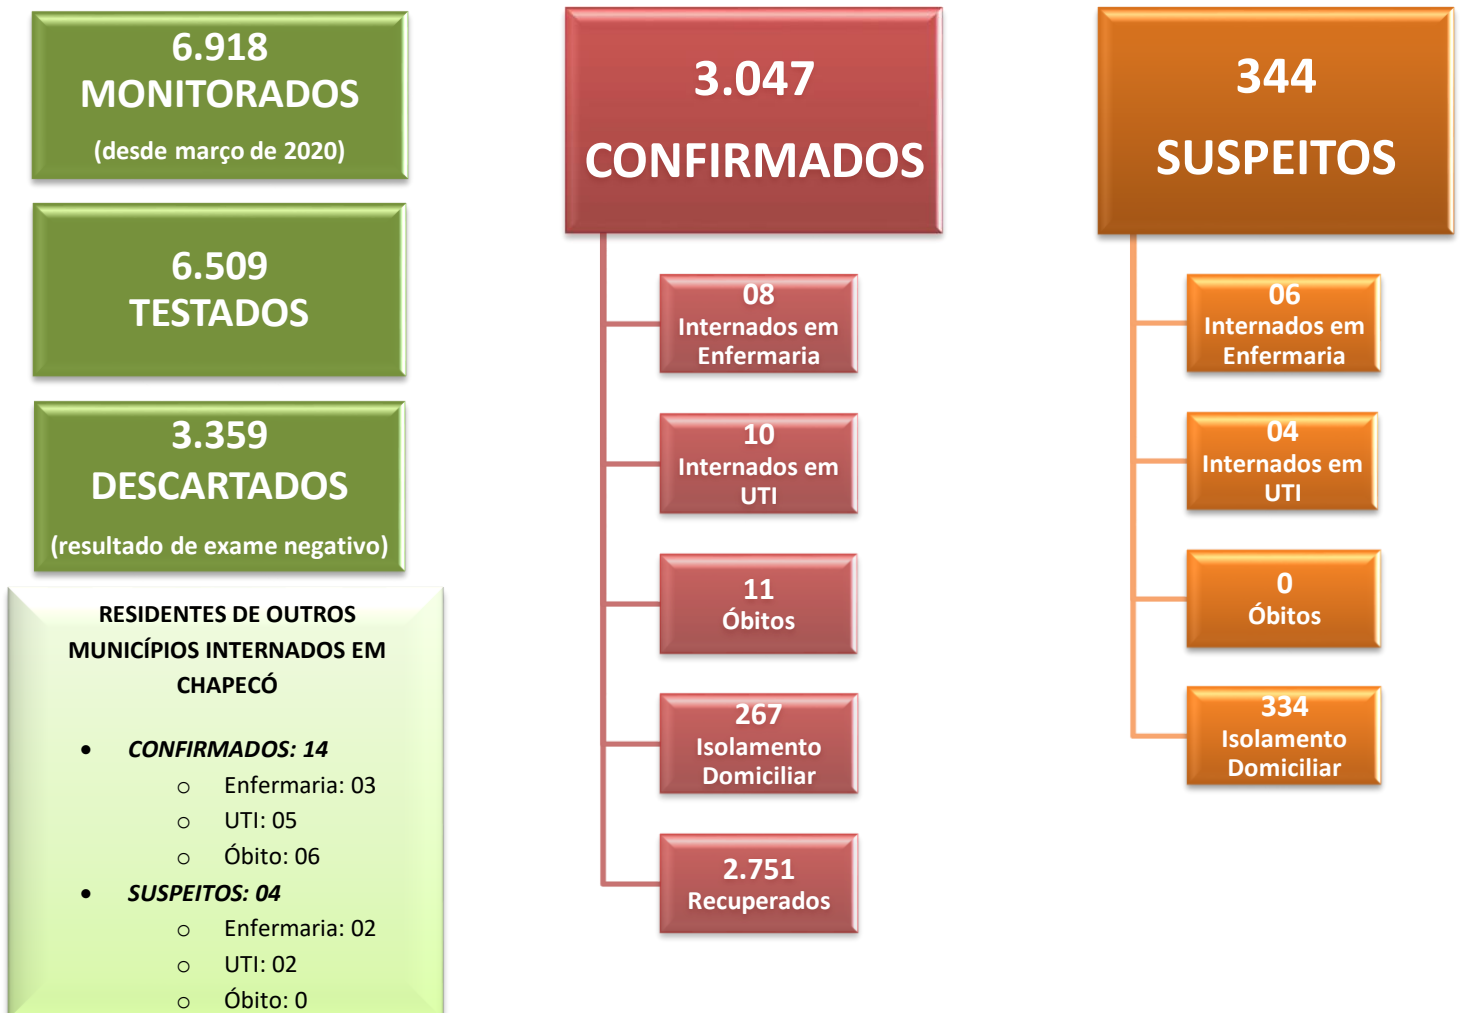 6.918
MONITORADOS
(desde março de 2020)
6.509
TESTADOS
3.359
DESCARTADOS
(resultado de exame negativo)
RESIDENTES DE OUTROS
MUNICÍPIOS INTERNADOS EM
CHAPECÓ
• CONFIRMADOS: 14
o Enfermaria: 03
o UTI: 05
o Óbito: 06
• SUSPEITOS: 04
o Enfermaria: 02
o UTI: 02
o Óbito: 0
3.047
CONFIRMADOS
08
Internados em
Enfermaria
10
Internados em
UTI
11
Óbitos
267
Isolamento
Domiciliar
2.751
Recuperados
344
SUSPEITOS
06
Internados em
Enfermaria
04
Internados em
UTI
0
Óbitos
334
Isolamento
Domiciliar